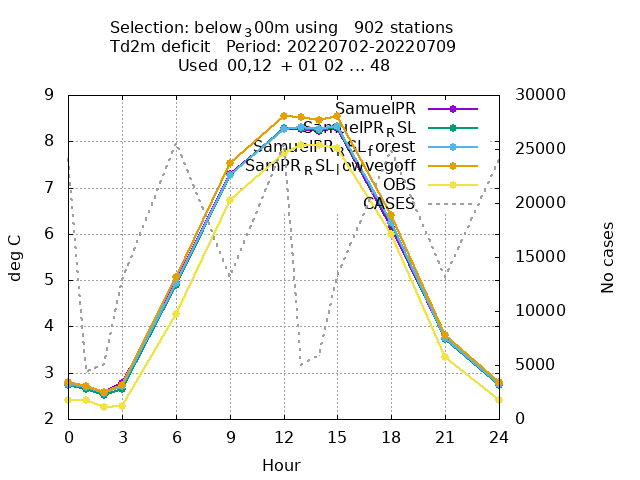 Selection: below₃00m using   902 stations
Td2m deficit   Period: 20220702-20220709
Used  00,12  + 01 02 ... 48
9 30000
SamuelPR
SamuelPR_RSL
8 SamuelPR_RSL_forest 25000
SamPR_RSL_lowvegoff
7 OBS
CASES 20000
6
5 15000
deg C
No cases
4 10000
3 5000
2 0
0 3 6 9 12 15 18 21 24
Hour